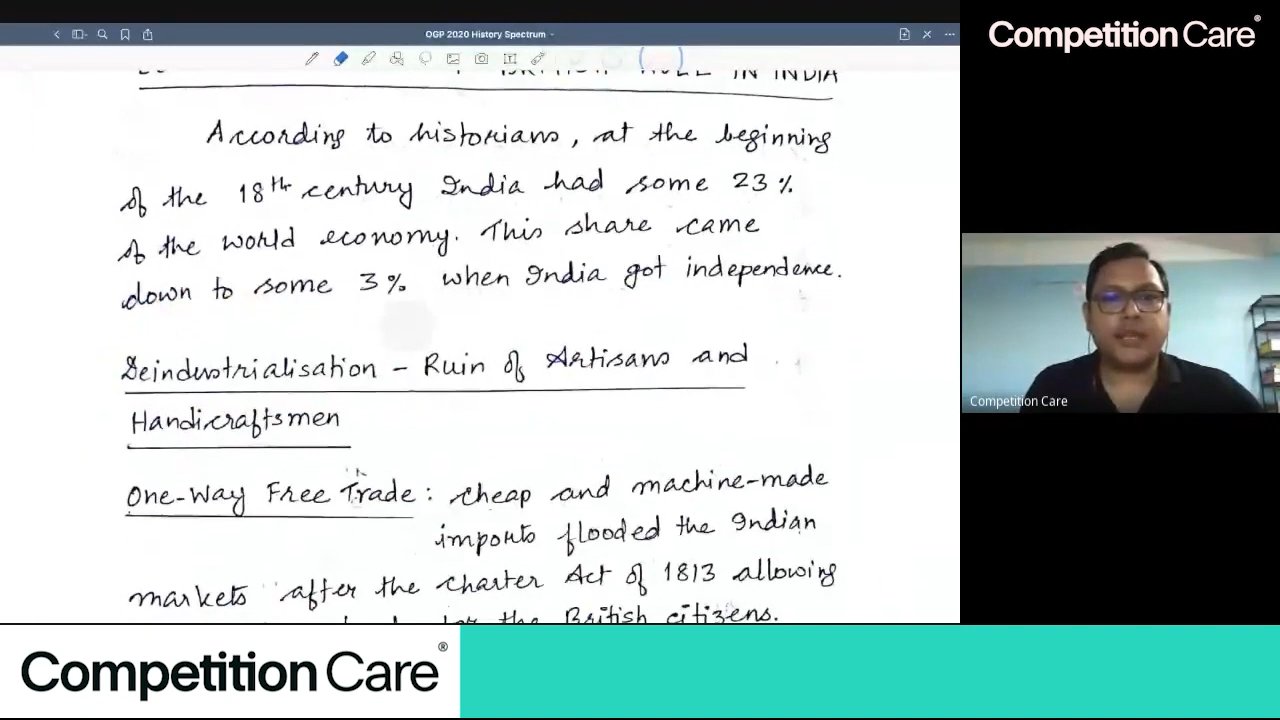 OGP 2020 History Spectrum
BRITISH RULE IN INDIA
According to historians, at the beginning
of the 18th century India had some 23%
of the world economy. This share came
down to some 3% when India got independence.
Deindustrialisation - Ruin of Artisans and
Handicraftsmen
One-Way Free Trade: cheap and machine-made
imports flooded the Indian
markets after the charter Act of 1813 allowing
for the British citizens.
Competition Care®
Competition Care
Competition Care®